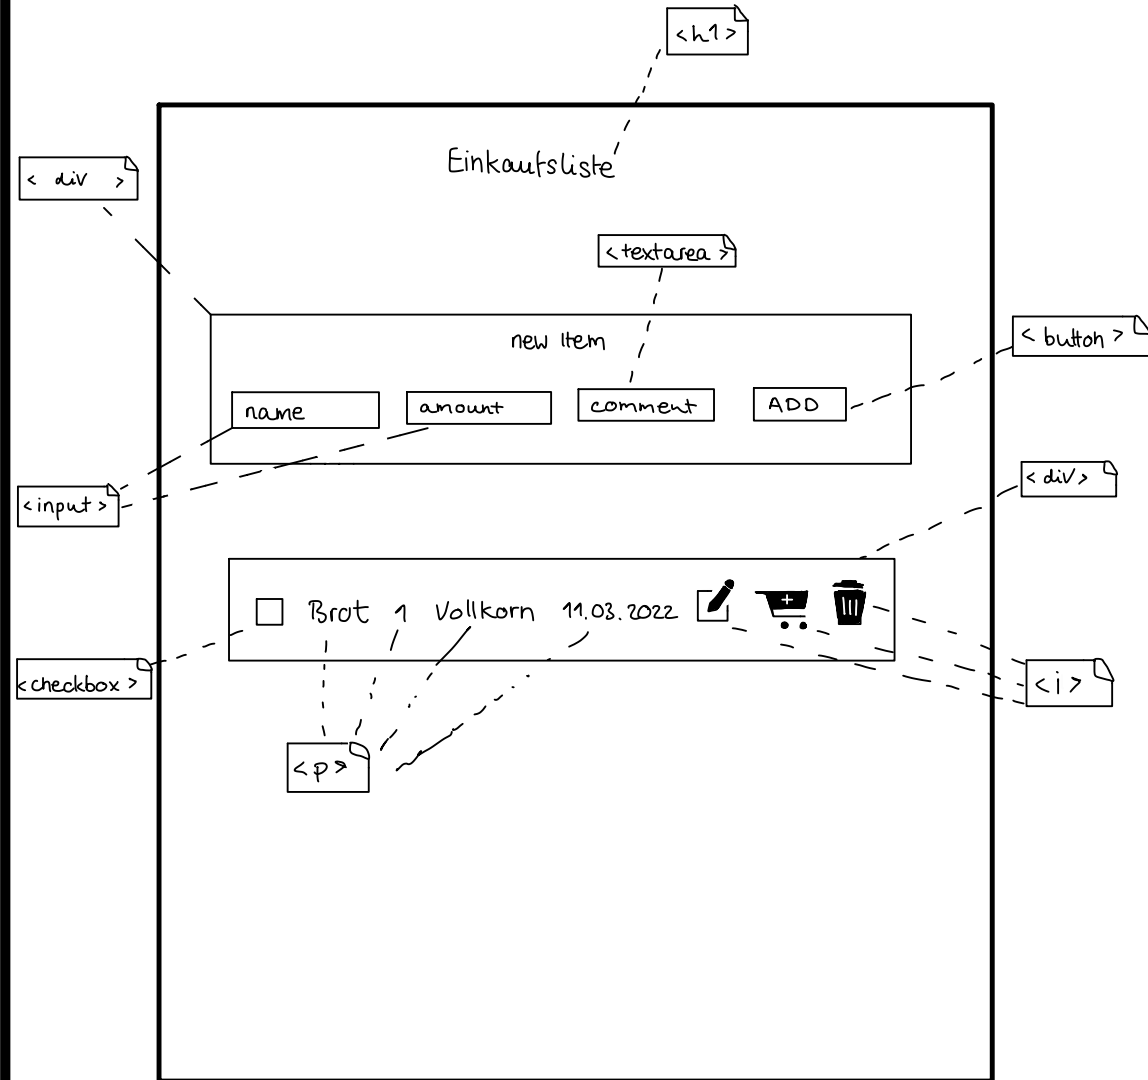 <h1>
Einkaufsliste
< div >
<textarea >
new Item
< button >
name
amount
comment
ADD
<input >
<div>
Brot 1 Vollkorn 11.03.2022
<checkbox >
<i>
<p>